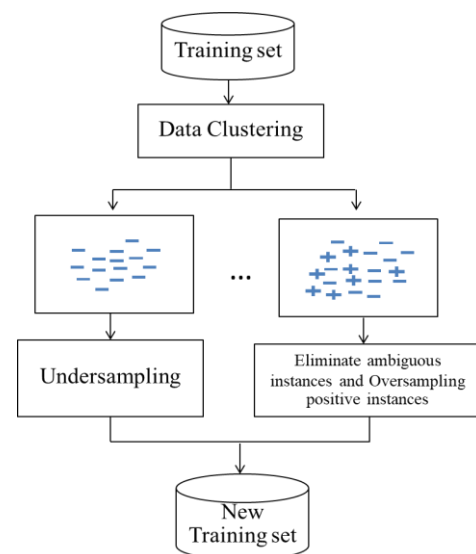 Training set
Data Clustering
...
Undersampling
Eliminate ambiguous
instances and Oversampling
positive instances
New
Training set